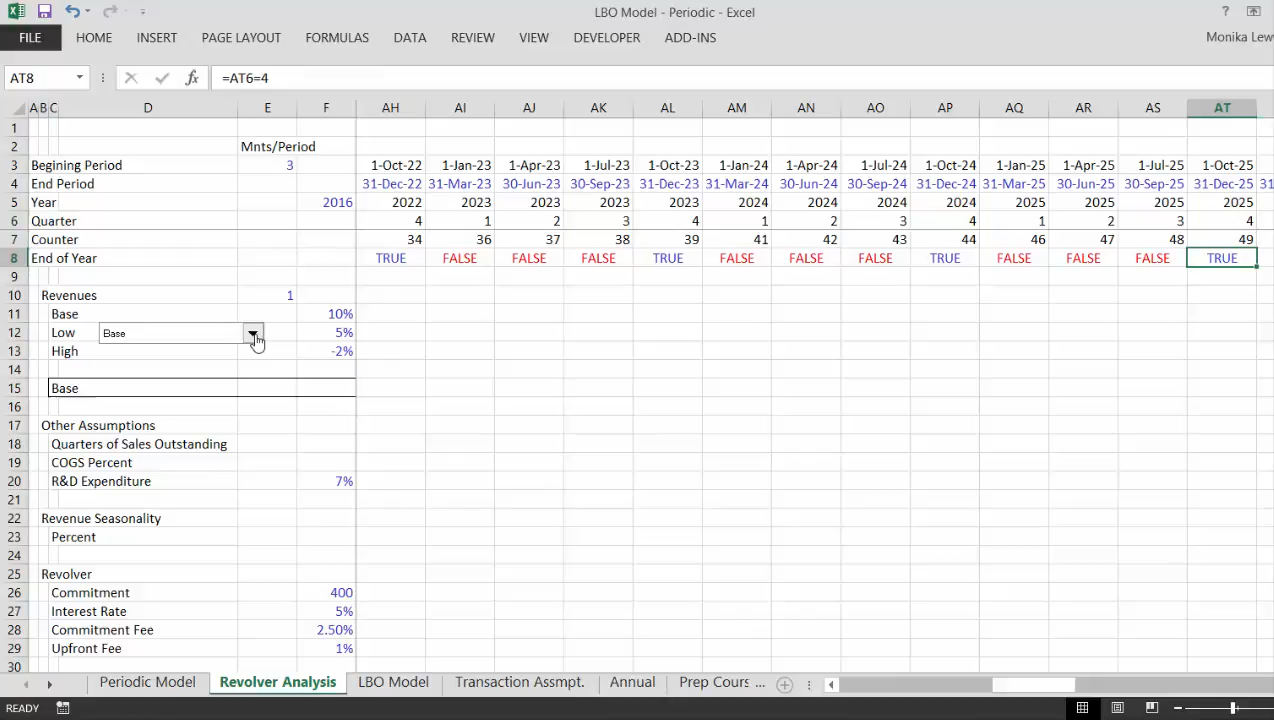 LBO Model - Periodic - Excel
FILE HOME INSERT PAGE LAYOUT FORMULAS DATA REVIEW VIEW DEVELOPER ADD-INS Monika Lew
AT8 fx =AT6=4
A B C D E F AH AI AJ AK AL AM AN AO AP AQ AR AS AT
1
2 Mnts/Period
3 Begining Period 3 1-Oct-22 1-Jan-23 1-Apr-23 1-Jul-23 1-Oct-23 1-Jan-24 1-Apr-24 1-Jul-24 1-Oct-24 1-Jan-25 1-Apr-25 1-Jul-25 1-Oct-25
4 End Period 31-Dec-22 31-Mar-23 30-Jun-23 30-Sep-23 31-Dec-23 31-Mar-24 30-Jun-24 30-Sep-24 31-Dec-24 31-Mar-25 30-Jun-25 30-Sep-25 31-Dec-25 31
5 Year 2016 2022 2023 2023 2023 2023 2024 2024 2024 2024 2025 2025 2025 2025
6 Quarter 4 1 2 3 4 1 2 3 4 1 2 3 4
7 Counter 34 36 37 38 39 41 42 43 44 46 47 48 49
8 End of Year TRUE FALSE FALSE FALSE TRUE FALSE FALSE FALSE TRUE FALSE FALSE FALSE TRUE
9
10 Revenues 1
11 Base 10%
12 Low Base 5%
13 High -2%
14
15 Base
16
17 Other Assumptions
18 Quarters of Sales Outstanding
19 COGS Percent
20 R&D Expenditure 7%
21
22 Revenue Seasonality
23 Percent
24
25 Revolver
26 Commitment 400
27 Interest Rate 5%
28 Commitment Fee 2.50%
29 Upfront Fee 1%
30
Periodic Model Revolver Analysis LBO Model Transaction Assmpt. Annual Prep Cours ...
READY